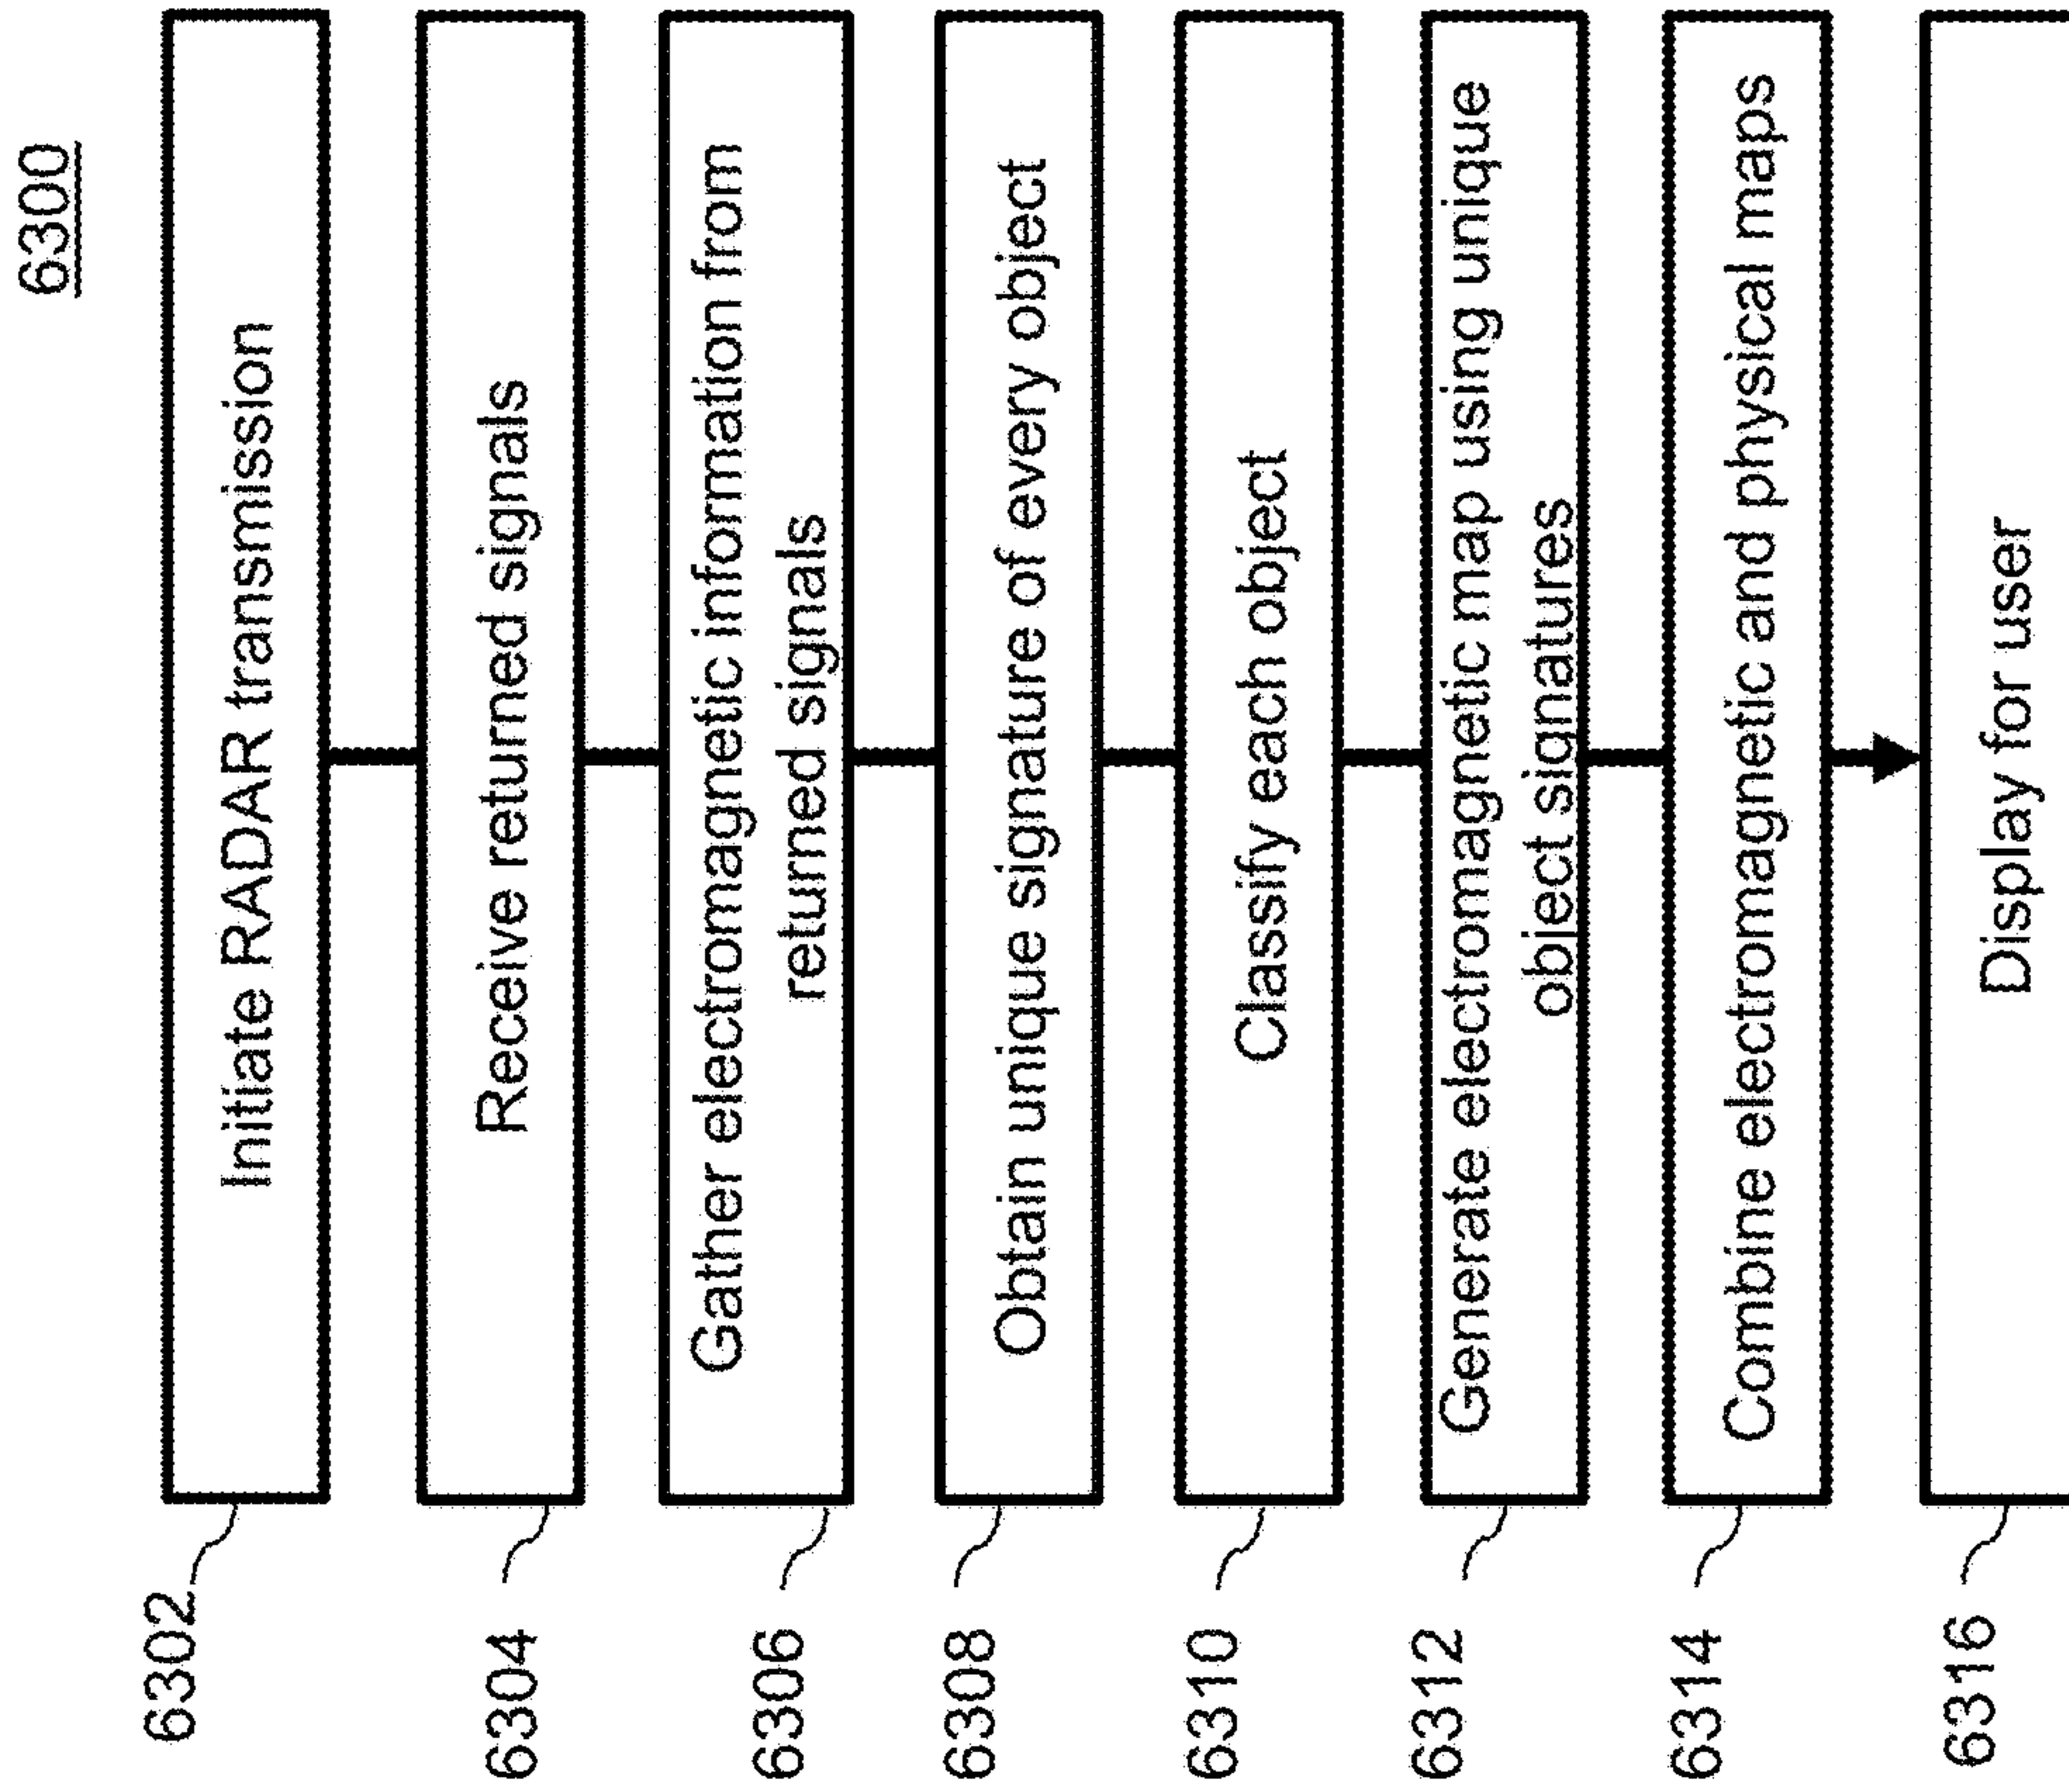 6300
6302
Initiate RADAR transmission
6304
Receive returned signals
6306
Gather electromagnetic information from
returned signals
6308
Obtain unique signature of every object
6310
Classify each object
6312
Generate electromagnetic map using unique
object signatures
6314
Combine electromagnetic and physical maps
6316
Display for user